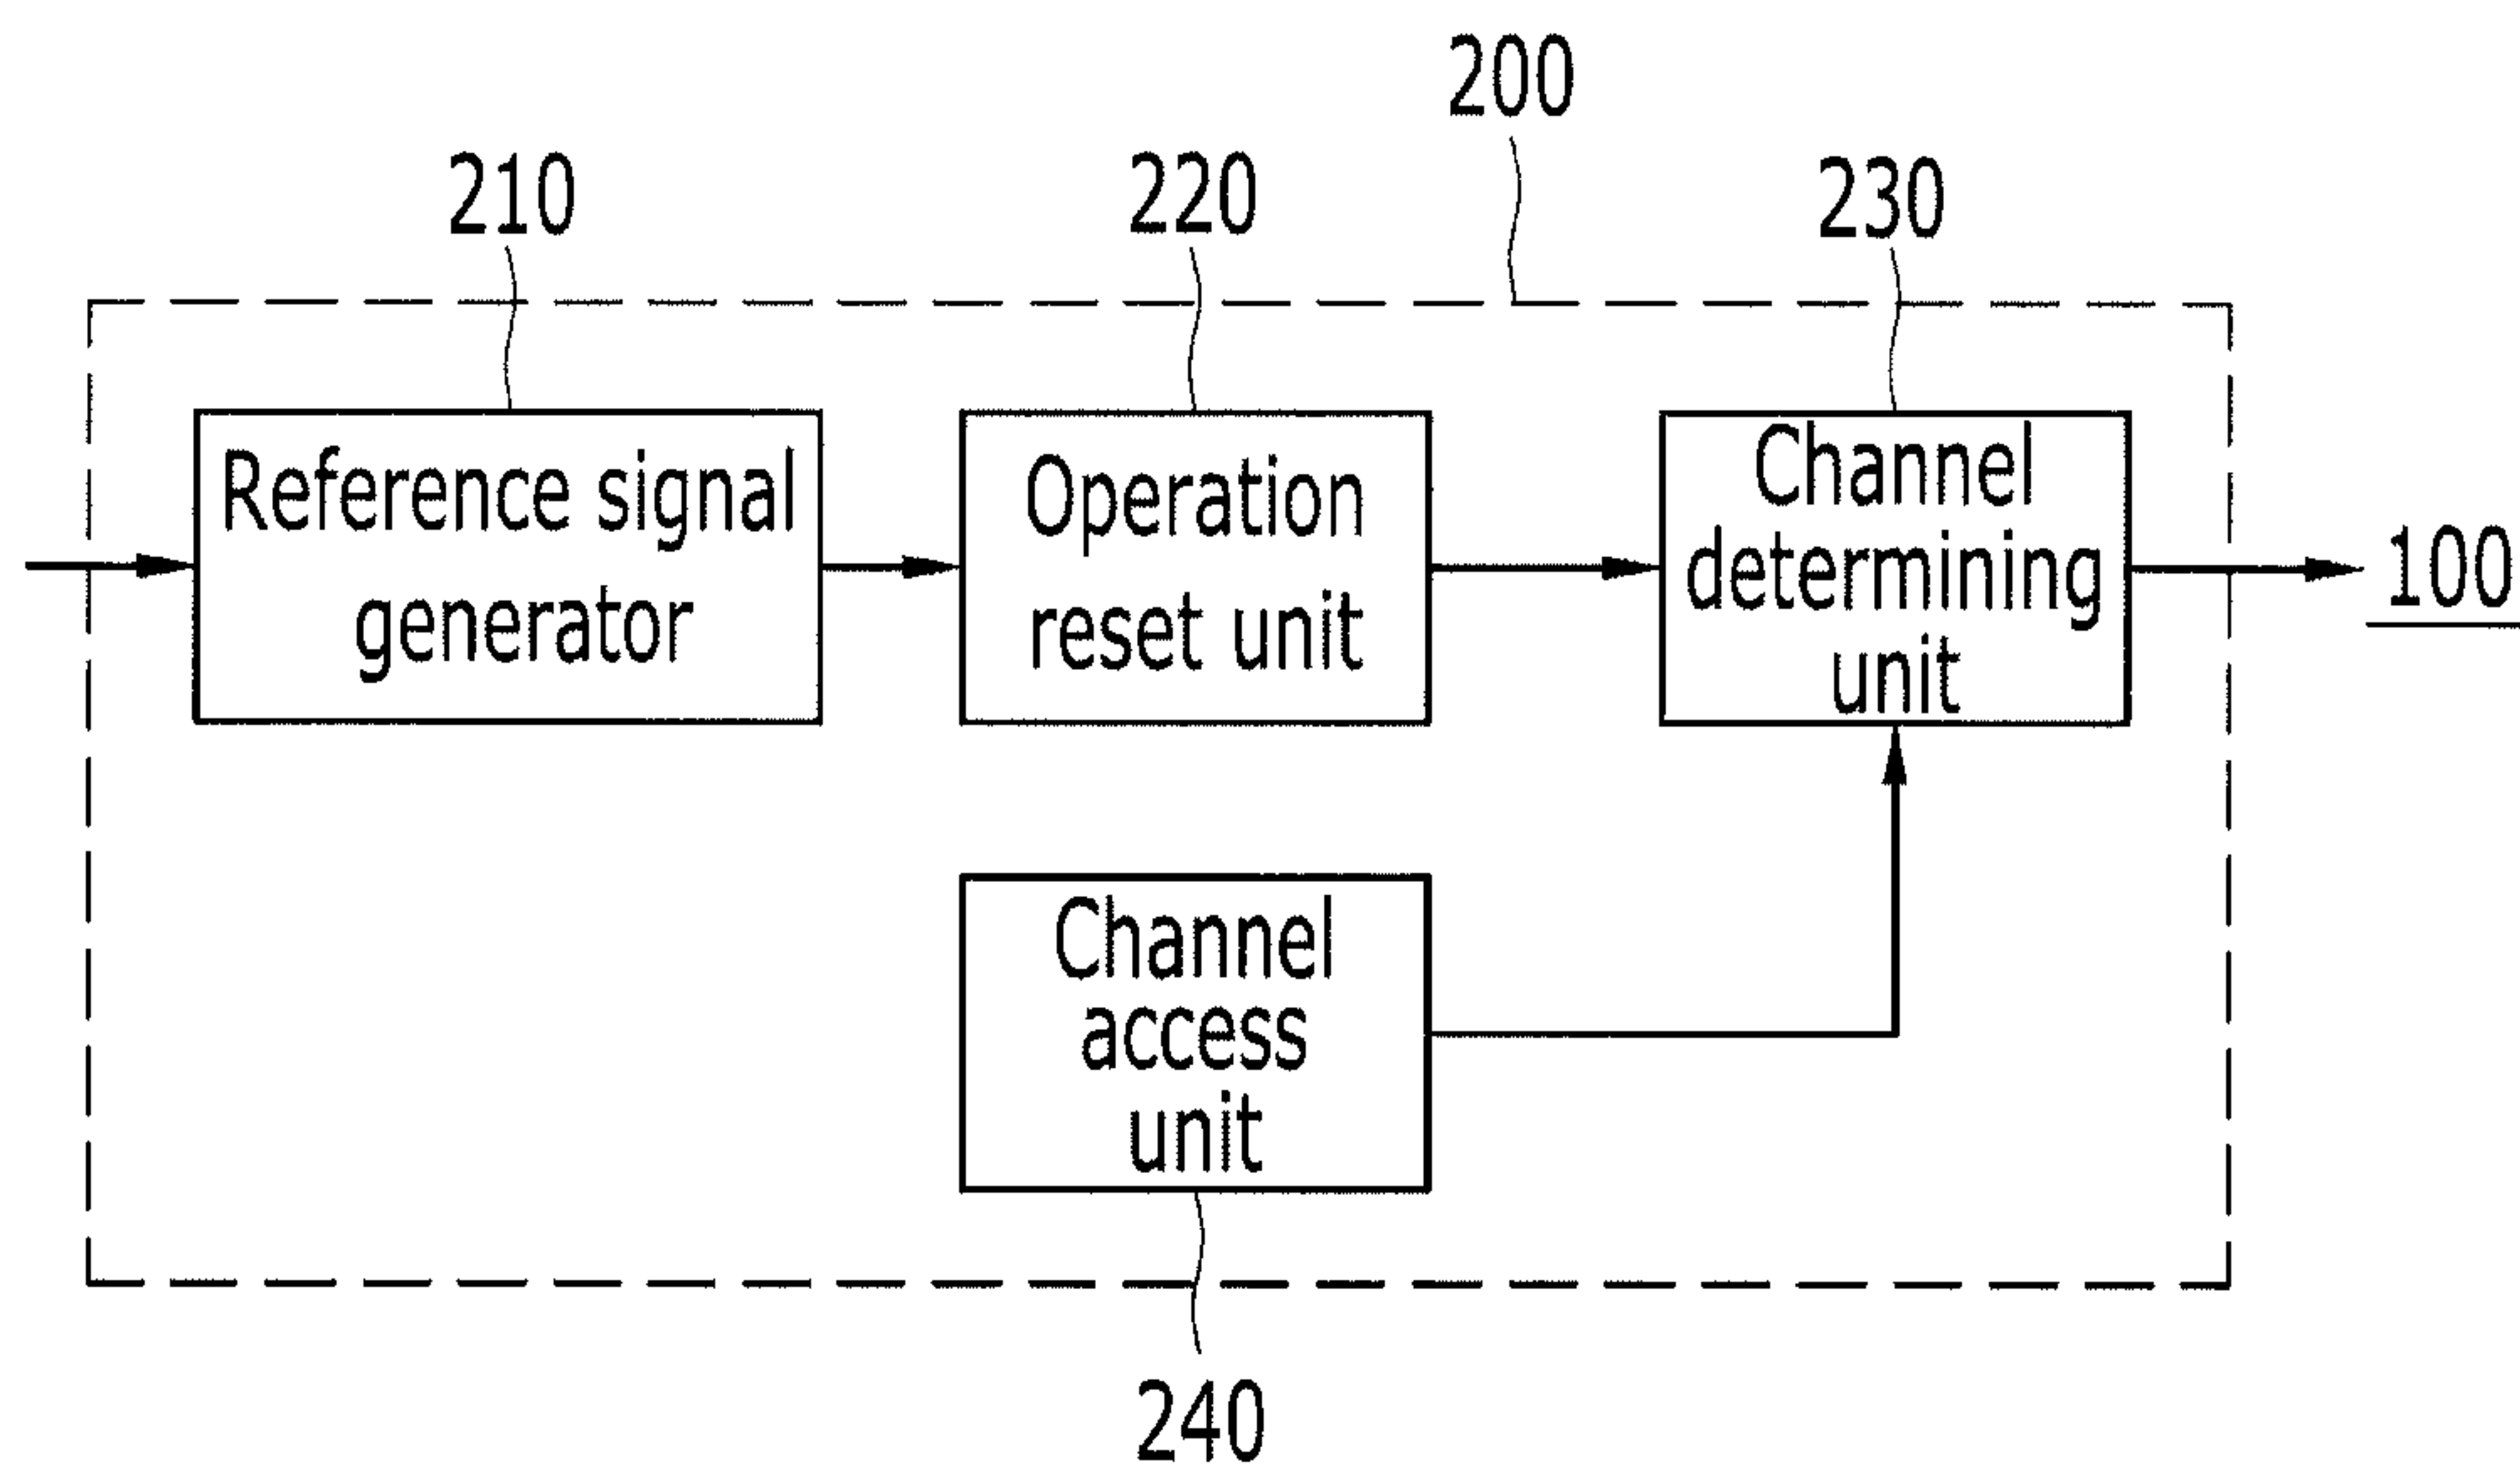 200
210
220
230
Reference signal
generator
Operation
reset unit
Channel
determining
unit
100
Channel
access
unit
240